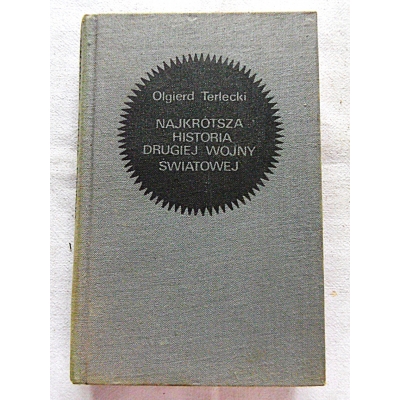 Olgierd Terlecki
NAJKRÓTSZA
HISTORIA
DRUGIEJ WOJNY
ŚWIATOWEJ